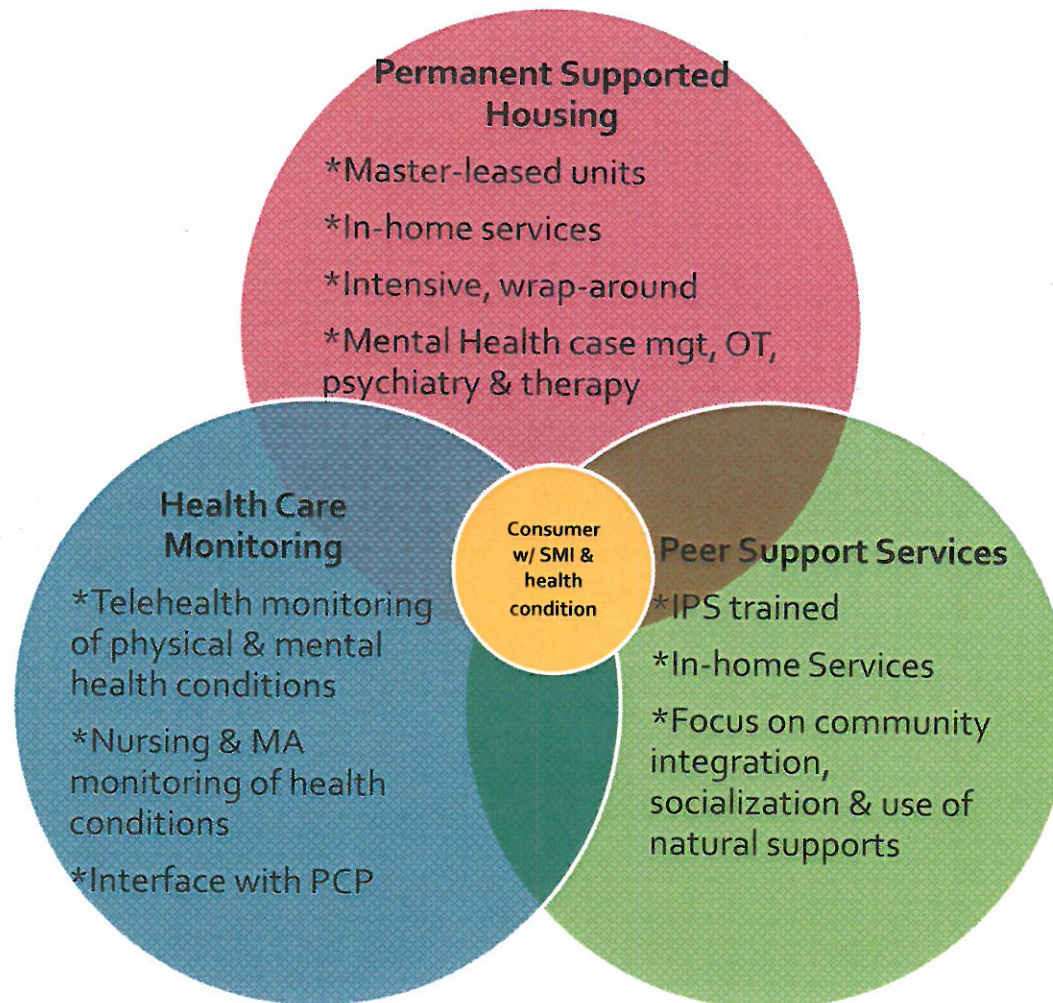 Permanent Supported
Housing
*Master-leased units
*In-home services
*Intensive, wrap-around
*Mental Health case mgt, OT,
psychiatry & therapy
Health Care
Monitoring
*Telehealth monitoring
of physical & mental
health conditions
*Nursing & MA
monitoring of health
conditions
*Interface with PCP
Consumer
w/ SMI &
health
condition
Peer Support Services
*IPS trained
*In-home Services
*Focus on community
integration,
socialization & use of
natural supports